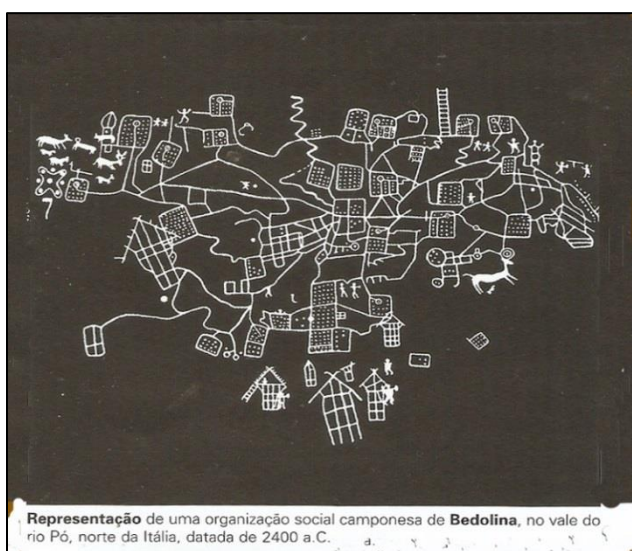 Representação de uma organização social camponesa de Bedolina, no vale do
rio Pó, norte da Itália, datada de 2400 a.C.